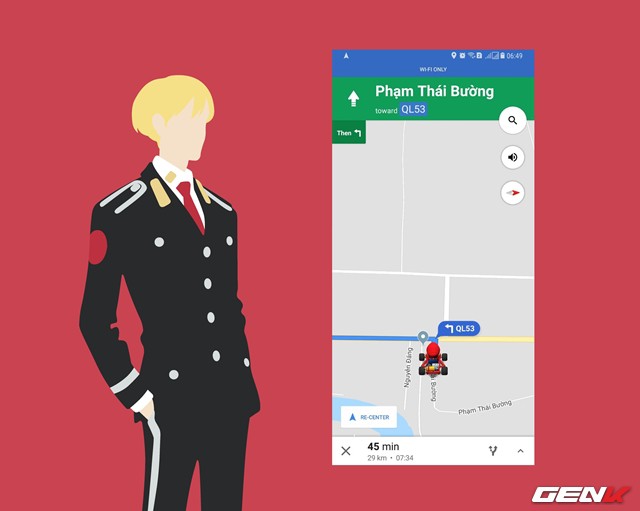 06:49
WI-FI ONLY
Phạm Thái Bường
toward QL53
Then
QL53
Nguyễn Đáng
Phạm Thái Bường
RE-CENTER
45 min
29 km • 07:34
GENK